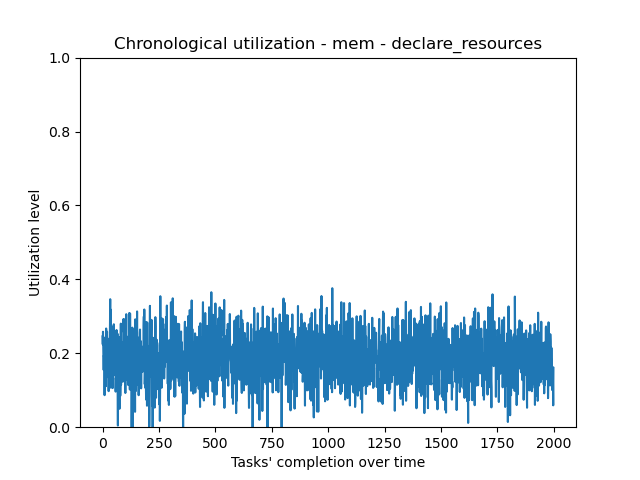 Chronological utilization - mem - declare_resources
1.0
0.8
0.6
0.4
0.2
0.0
Utilization level
0 250 500 750 1000 1250 1500 1750 2000
Tasks' completion over time